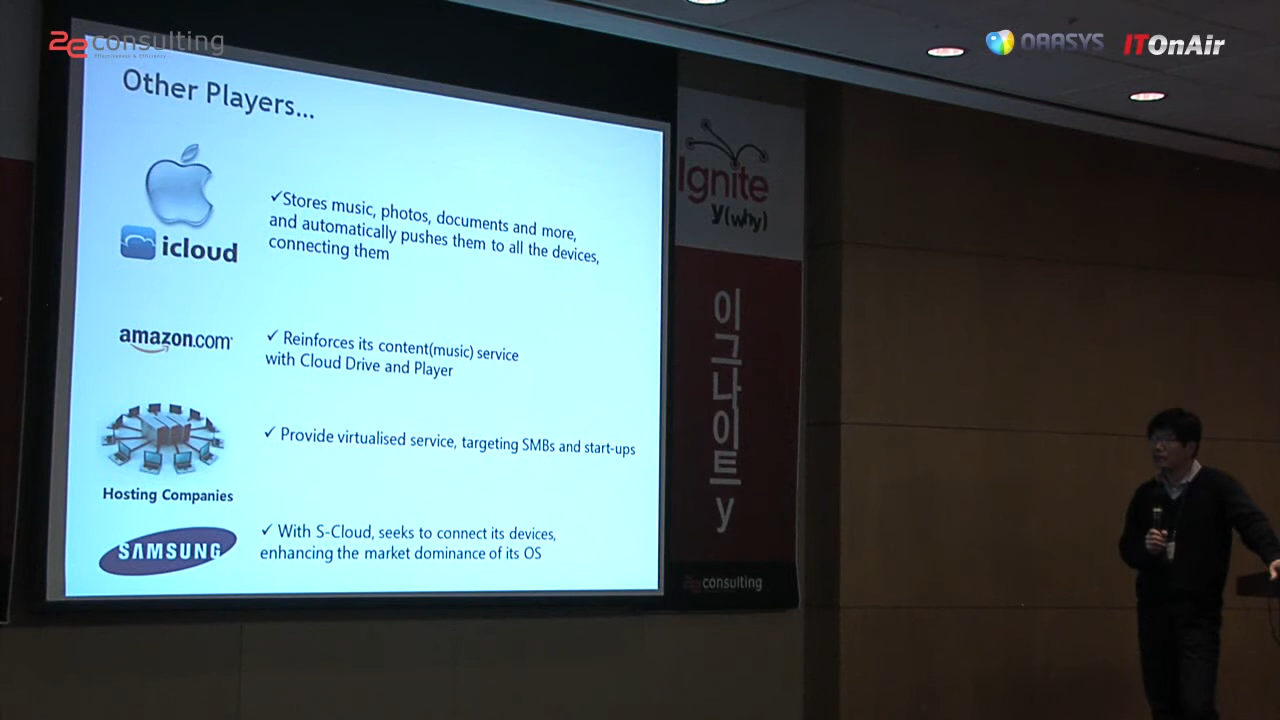 2e consulting
Effectiveness & Efficiency
OAASYS
ITOnAir
Other Players...
✓Stores music, photos, documents and more,
and automatically pushes them to all the devices,
connecting them
icloud
amazon.com
✓ Reinforces its content(music) service
with Cloud Drive and Player
✓ Provide virtualised service, targeting SMBs and start-ups
Hosting Companies
SAMSUNG
✓ With S-Cloud, seeks to connect its devices,
enhancing the market dominance of its OS
Ignite
y(why)
이그나이트 y
2e consulting